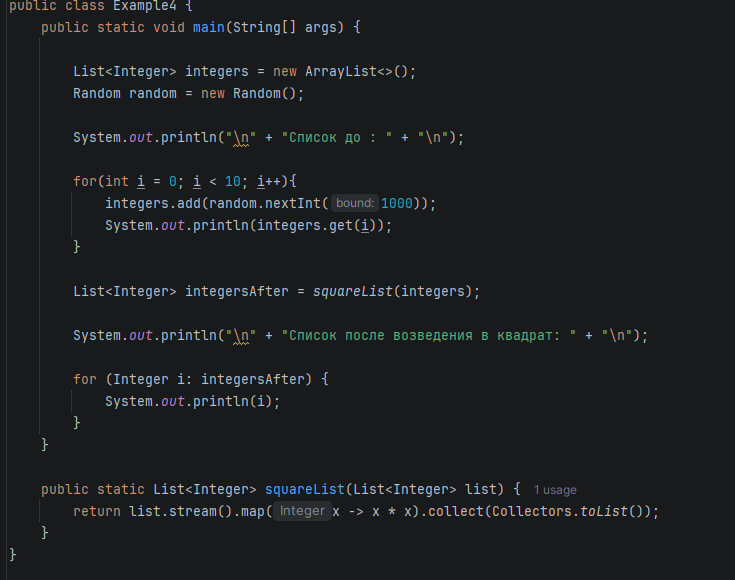 public class Example4 {
    public static void main(String[] args) {

        List<Integer> integers = new ArrayList<>();
        Random random = new Random();

        System.out.println("\n" + "Список до : " + "\n");

        for(int i = 0; i < 10; i++){
            integers.add(random.nextInt( bound: 1000));
            System.out.println(integers.get(i));
        }

        List<Integer> integersAfter = squareList(integers);

        System.out.println("\n" + "Список после возведения в квадрат: " + "\n");

        for (Integer i: integersAfter) {
            System.out.println(i);
        }
    }

    public static List<Integer> squareList(List<Integer> list) { 1 usage
        return list.stream().map( Integer x -> x * x).collect(Collectors.toList());
    }
}